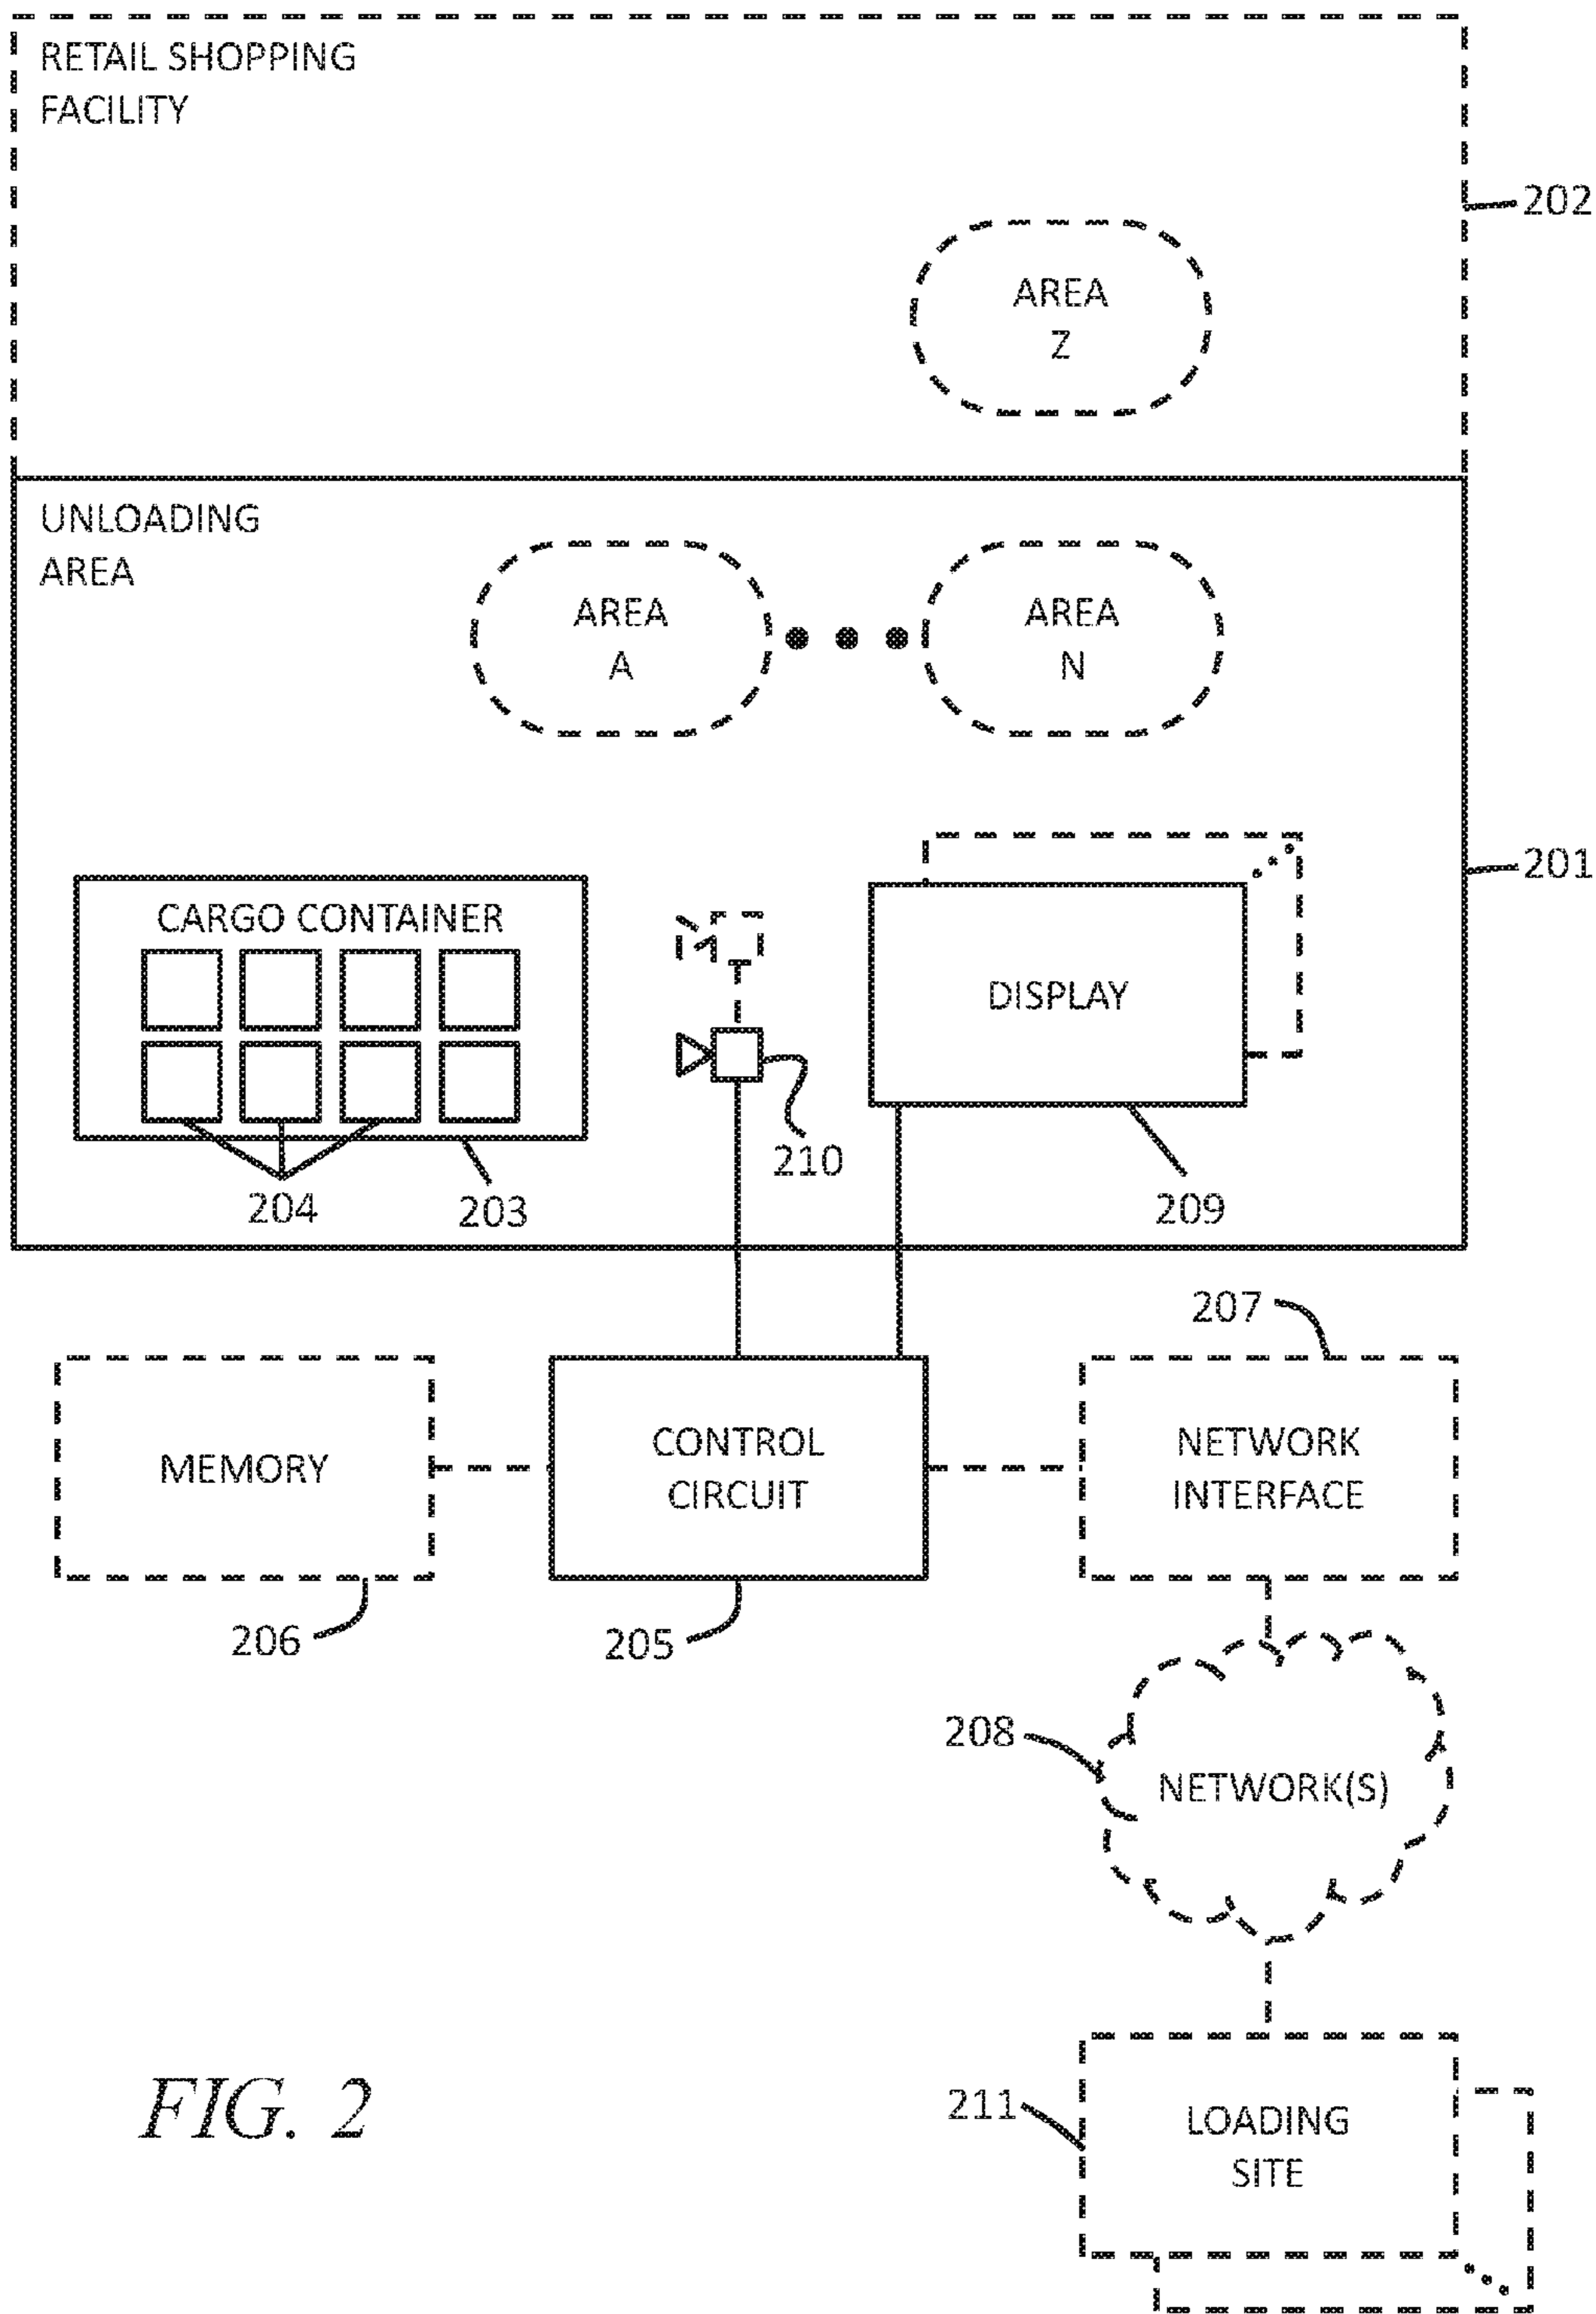 RETAIL SHOPPING
FACILITY
202
AREA
Z
UNLOADING
AREA
AREA
A
AREA
N
201
CARGO CONTAINER
DISPLAY
210
204
203
209
207
MEMORY
CONTROL
CIRCUIT
NETWORK
INTERFACE
206
205
208
NETWORK(S)
211
LOADING
SITE
FIG. 2